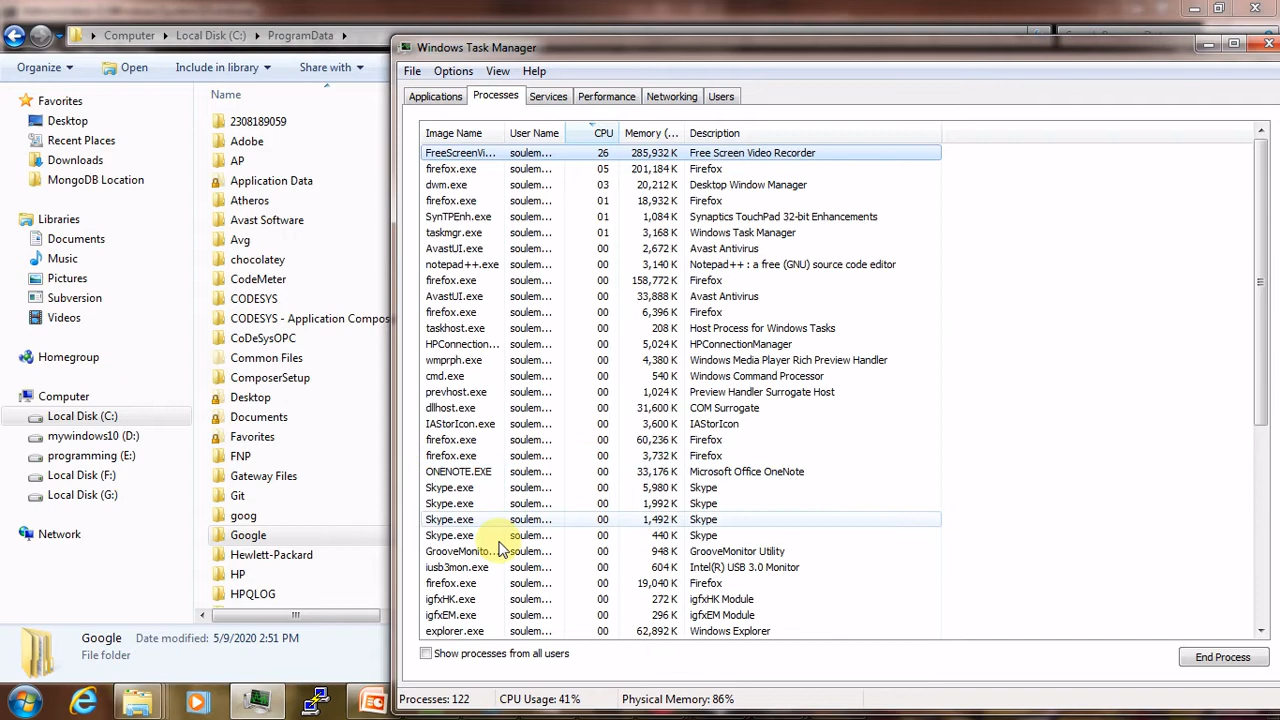 Computer
Local Disk (C:)
ProgramData
Organize
Open
Include in library
Share with
Favorites
Desktop
Recent Places
Downloads
MongoDB Location
Libraries
Documents
Music
Pictures
Subversion
Videos
Homegroup
Computer
Local Disk (C:)
mywindows10 (D:)
programming (E:)
Local Disk (F:)
Local Disk (G:)
Network
Name
2308189059
Adobe
AP
Application Data
Atheros
Avast Software
Avg
chocolatey
CodeMeter
CODESYS
CODESYS - Application Compos
CoDeSysOPC
Common Files
ComposerSetup
Desktop
Documents
Favorites
FNP
Gateway Files
Git
goog
Google
Hewlett-Packard
HP
HPQLOG
Google Date modified: 5/9/2020 2:51 PM
File folder
Windows Task Manager
File Options View Help
Applications Processes Services Performance Networking Users
Image Name User Name CPU Memory (... Description
FreeScreenVi... soulem... 26 285,932 K Free Screen Video Recorder
firefox.exe soulem... 05 201,184 K Firefox
dwm.exe soulem... 03 20,212 K Desktop Window Manager
firefox.exe soulem... 01 18,932 K Firefox
SynTPEnh.exe soulem... 01 1,084 K Synaptics TouchPad 32-bit Enhancements
taskmgr.exe soulem... 01 3,168 K Windows Task Manager
AvastUI.exe soulem... 00 2,672 K Avast Antivirus
notepad++.exe soulem... 00 3,140 K Notepad++ : a free (GNU) source code editor
firefox.exe soulem... 00 158,772 K Firefox
AvastUI.exe soulem... 00 33,888 K Avast Antivirus
firefox.exe soulem... 00 6,396 K Firefox
taskhost.exe soulem... 00 208 K Host Process for Windows Tasks
HPConnection... soulem... 00 5,024 K HPConnectionManager
wmprph.exe soulem... 00 4,380 K Windows Media Player Rich Preview Handler
cmd.exe soulem... 00 540 K Windows Command Processor
prevhost.exe soulem... 00 1,024 K Preview Handler Surrogate Host
dllhost.exe soulem... 00 31,600 K COM Surrogate
IAStorIcon.exe soulem... 00 3,600 K IAStorIcon
firefox.exe soulem... 00 60,236 K Firefox
firefox.exe soulem... 00 3,732 K Firefox
ONENOTE.EXE soulem... 00 33,176 K Microsoft Office OneNote
Skype.exe soulem... 00 5,980 K Skype
Skype.exe soulem... 00 1,992 K Skype
Skype.exe soulem... 00 1,492 K Skype
Skype.exe soulem... 00 440 K Skype
GrooveMonito... soulem... 00 948 K GrooveMonitor Utility
iusb3mon.exe soulem... 00 604 K Intel(R) USB 3.0 Monitor
firefox.exe soulem... 00 19,040 K Firefox
igfxHK.exe soulem... 00 272 K igfxHK Module
igfxEM.exe soulem... 00 296 K igfxEM Module
explorer.exe soulem... 00 62,892 K Windows Explorer
Show processes from all users
End Process
Processes: 122 CPU Usage: 41% Physical Memory: 86%